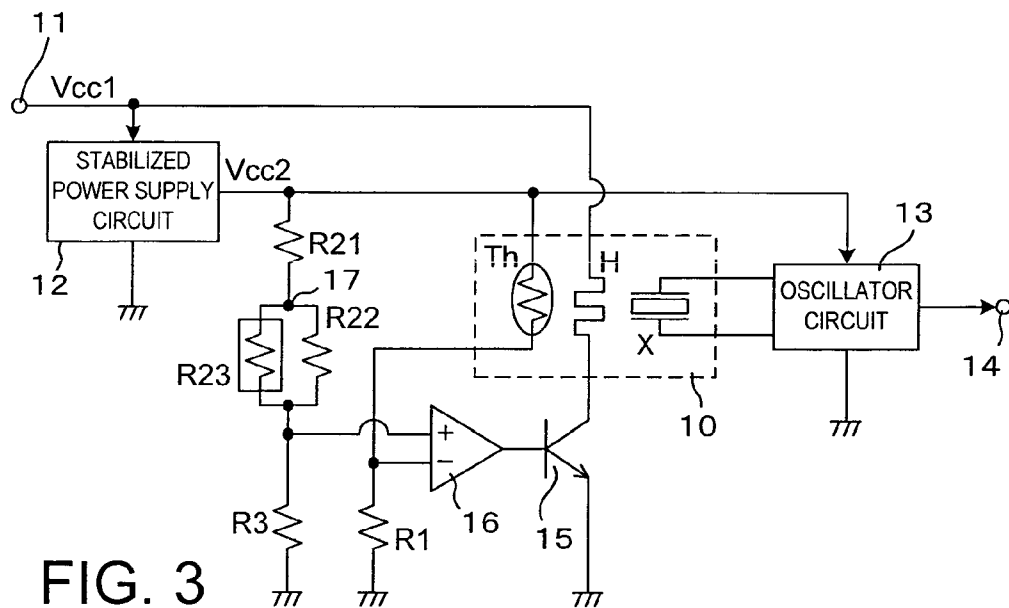 11
Vcc1
STABILIZED
POWER SUPPLY
CIRCUIT
Vcc2
12
R21
17
R22
R23
Th
H
X
13
OSCILLATOR
CIRCUIT
14
10
+
−
16
15
R3
R1
FIG. 3